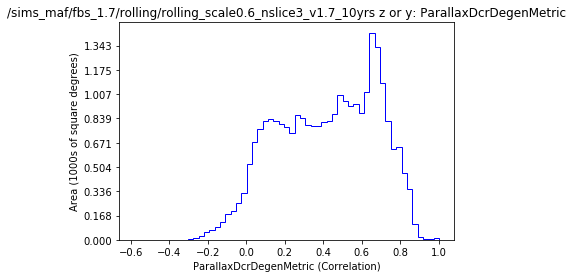 /sims_maf/fbs_1.7/rolling/rolling_scale0.6_nslice3_v1.7_10yrs z or y: ParallaxDcrDegenMetric
Area (1000s of square degrees)
1.343
1.175
1.007
0.839
0.671
0.504
0.336
0.168
0.000
−0.6 −0.4 −0.2 0.0 0.2 0.4 0.6 0.8 1.0
ParallaxDcrDegenMetric (Correlation)